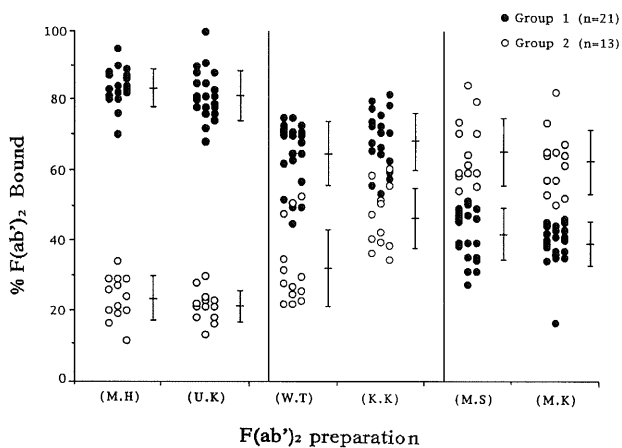 ● Group 1 (n=21)
○ Group 2 (n=13)
% F(ab')₂ Bound
100
80
60
40
20
0
(M.H) (U.K) (W.T) (K.K) (M.S) (M.K)
F(ab')₂ preparation